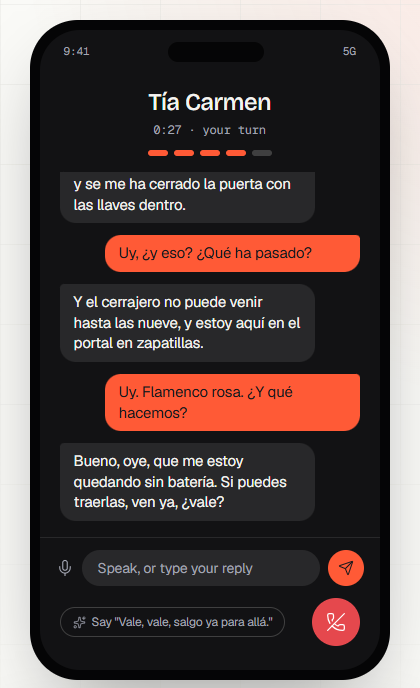 9:41
5G
Tía Carmen
0:27 · your turn
y se me ha cerrado la puerta con
las llaves dentro.
Uy, ¿y eso? ¿Qué ha pasado?
Y el cerrajero no puede venir
hasta las nueve, y estoy aquí en el
portal en zapatillas.
Uy. Flamenco rosa. ¿Y qué
hacemos?
Bueno, oye, que me estoy
quedando sin batería. Si puedes
traerlas, ven ya, ¿vale?
Speak, or type your reply
Say "Vale, vale, salgo ya para allá."